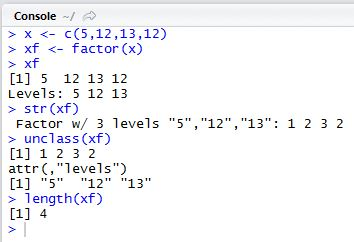 Console ~/
> x <- c(5,12,13,12)
> xf <- factor(x)
> xf
[1] 5  12 13 12
Levels: 5 12 13
> str(xf)
 Factor w/ 3 levels "5","12","13": 1 2 3 2
> unclass(xf)
[1] 1 2 3 2
attr(,"levels")
[1] "5"  "12" "13"
> length(xf)
[1] 4
>